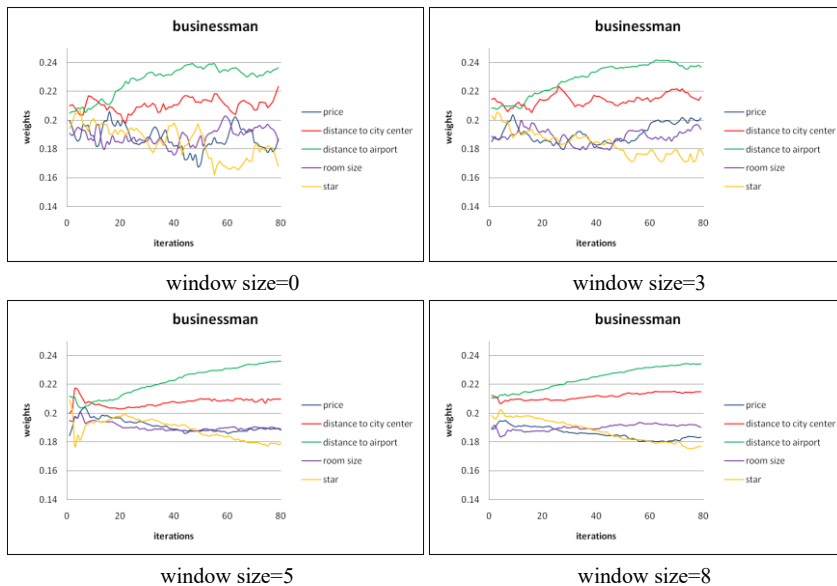 businessman
0.24
0.22
0.2
0.18
0.16
0.14
weights
0 20 40 60 80
iterations
price
distance to city center
distance to airport
room size
star
window size=0
businessman
0.24
0.22
0.2
0.18
0.16
0.14
weights
0 20 40 60 80
iterations
price
distance to city center
distance to airport
room size
star
window size=3
businessman
0.24
0.22
0.2
0.18
0.16
0.14
weights
0 20 40 60 80
iterations
price
distance to city center
distance to airport
room size
star
window size=5
businessman
0.24
0.22
0.2
0.18
0.16
0.14
weights
0 20 40 60 80
iterations
price
distance to city center
distance to airport
room size
star
window size=8